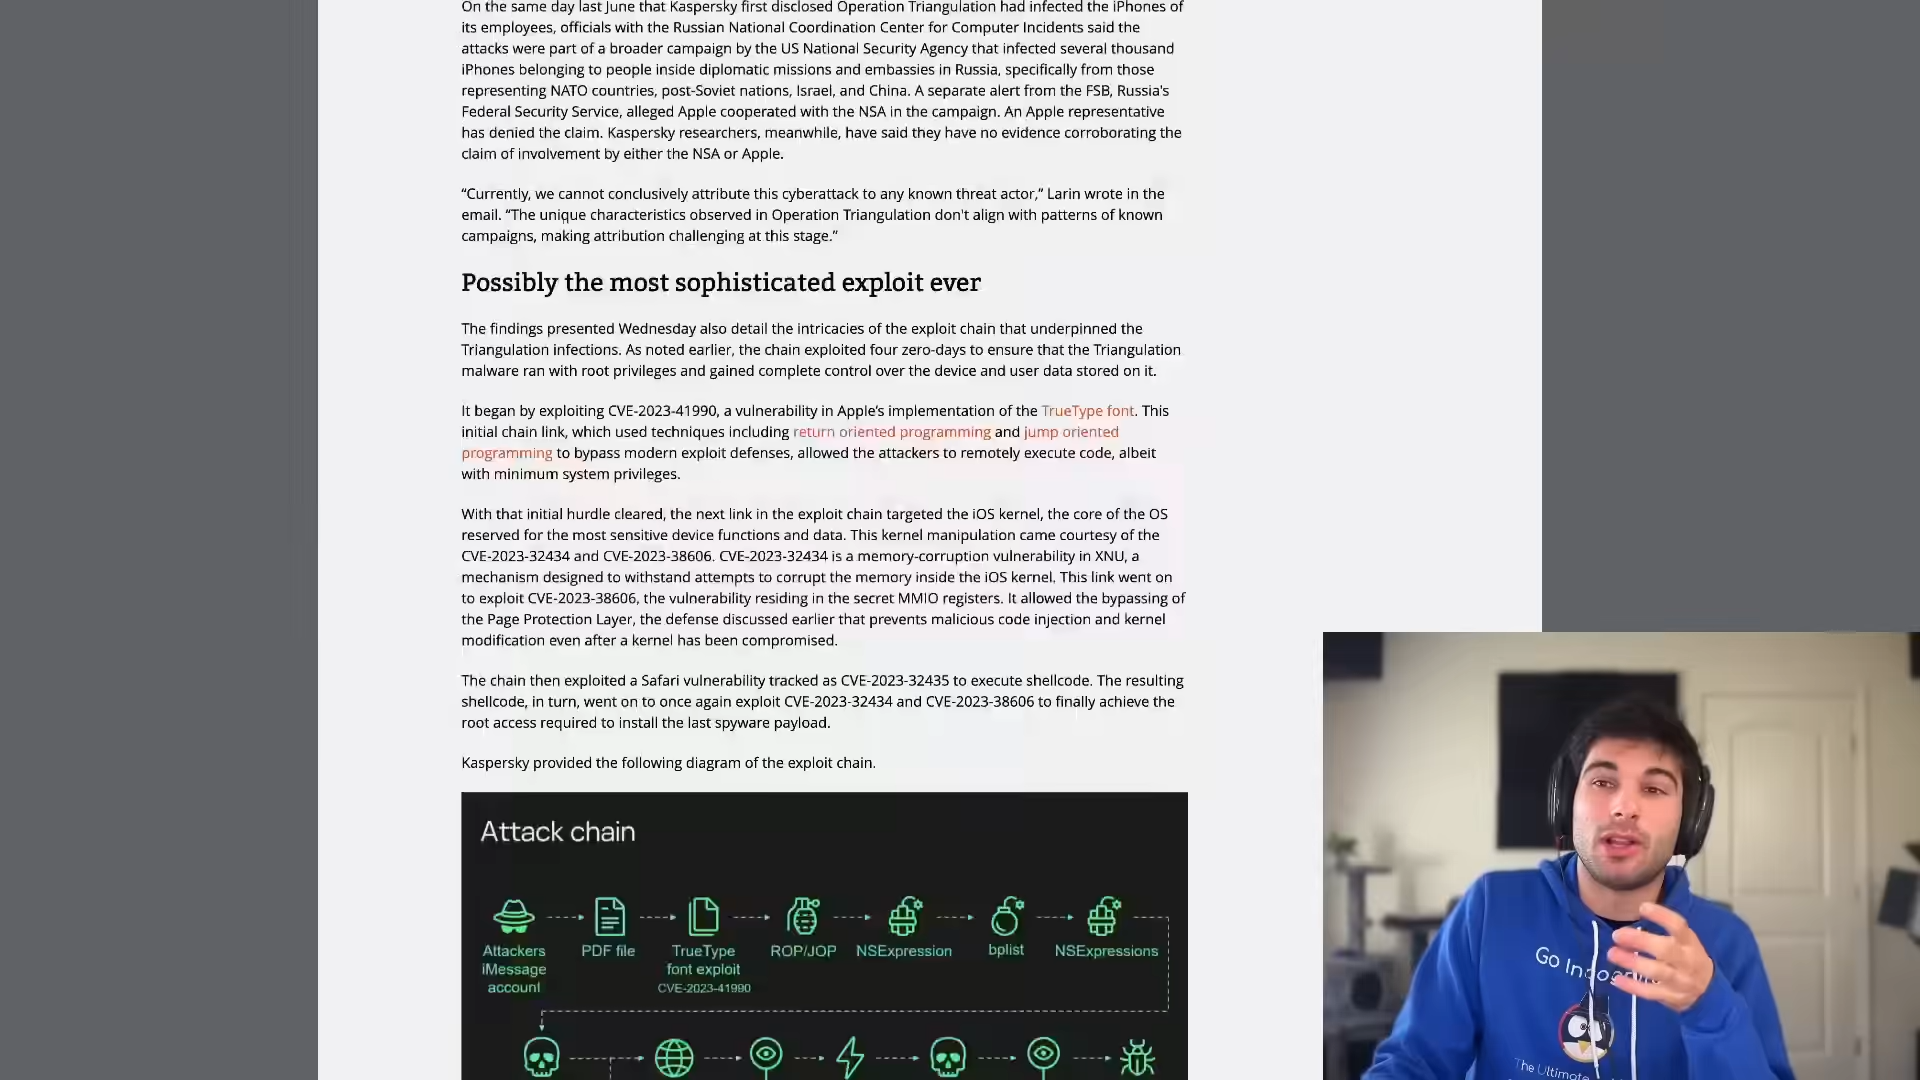 On the same day last June that Kaspersky first disclosed Operation Triangulation had infected the iPhones of
its employees, officials with the Russian National Coordination Center for Computer Incidents said the
attacks were part of a broader campaign by the US National Security Agency that infected several thousand
iPhones belonging to people inside diplomatic missions and embassies in Russia, specifically from those
representing NATO countries, post-Soviet nations, Israel, and China. A separate alert from the FSB, Russia's
Federal Security Service, alleged Apple cooperated with the NSA in the campaign. An Apple representative
has denied the claim. Kaspersky researchers, meanwhile, have said they have no evidence corroborating the
claim of involvement by either the NSA or Apple.
“Currently, we cannot conclusively attribute this cyberattack to any known threat actor,” Larin wrote in the
email. “The unique characteristics observed in Operation Triangulation don't align with patterns of known
campaigns, making attribution challenging at this stage.”
Possibly the most sophisticated exploit ever
The findings presented Wednesday also detail the intricacies of the exploit chain that underpinned the
Triangulation infections. As noted earlier, the chain exploited four zero-days to ensure that the Triangulation
malware ran with root privileges and gained complete control over the device and user data stored on it.
It began by exploiting CVE-2023-41990, a vulnerability in Apple’s implementation of the TrueType font. This
initial chain link, which used techniques including return oriented programming and jump oriented
programming to bypass modern exploit defenses, allowed the attackers to remotely execute code, albeit
with minimum system privileges.
With that initial hurdle cleared, the next link in the exploit chain targeted the iOS kernel, the core of the OS
reserved for the most sensitive device functions and data. This kernel manipulation came courtesy of the
CVE-2023-32434 and CVE-2023-38606. CVE-2023-32434 is a memory-corruption vulnerability in XNU, a
mechanism designed to withstand attempts to corrupt the memory inside the iOS kernel. This link went on
to exploit CVE-2023-38606, the vulnerability residing in the secret MMIO registers. It allowed the bypassing of
the Page Protection Layer, the defense discussed earlier that prevents malicious code injection and kernel
modification even after a kernel has been compromised.
The chain then exploited a Safari vulnerability tracked as CVE-2023-32435 to execute shellcode. The resulting
shellcode, in turn, went on to once again exploit CVE-2023-32434 and CVE-2023-38606 to finally achieve the
root access required to install the last spyware payload.
Kaspersky provided the following diagram of the exploit chain.
Attack chain
Attackers iMessage account
PDF file
TrueType font exploit
CVE-2023-41990
ROP/JOP
NSExpression
bplist
NSExpressions
Go
The Ultimate